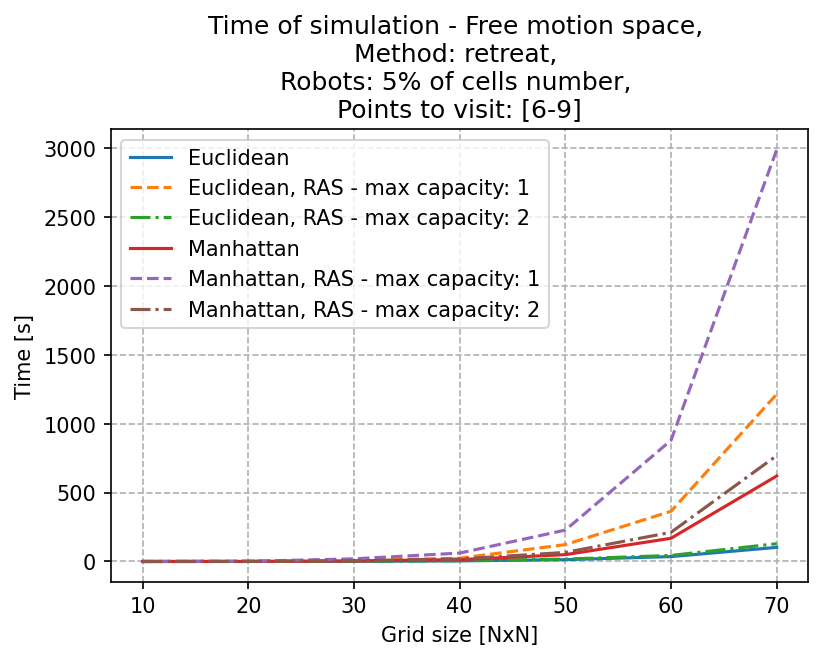 Time of simulation - Free motion space,
Method: retreat,
Robots: 5% of cells number,
Points to visit: [6-9]
3000
2500
2000
1500
1000
500
0
Time [s]
Euclidean
Euclidean, RAS - max capacity: 1
Euclidean, RAS - max capacity: 2
Manhattan
Manhattan, RAS - max capacity: 1
Manhattan, RAS - max capacity: 2
10 20 30 40 50 60 70
Grid size [NxN]